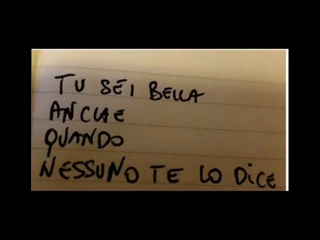 TU SEI BELLA
ANCHE
QUANDO
NESSUNO TE LO DICE